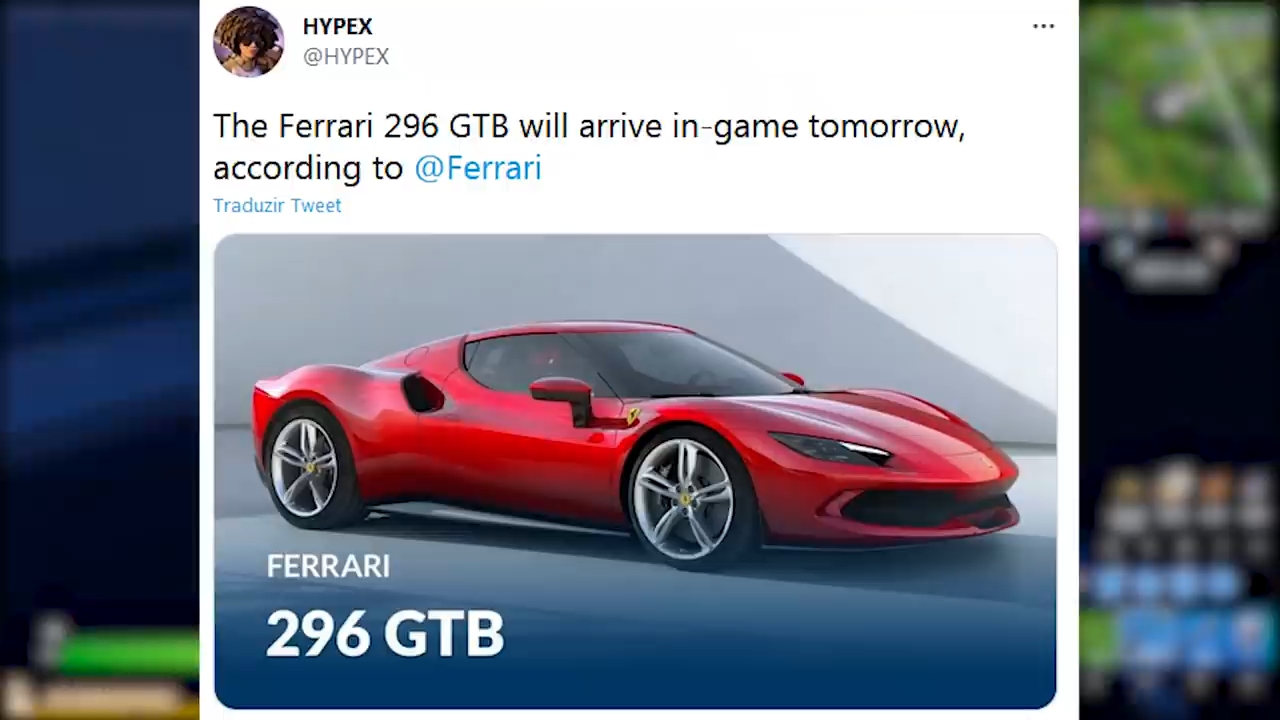 HYPEX
@HYPEX
The Ferrari 296 GTB will arrive in-game tomorrow,
according to @Ferrari
Traduzir Tweet
FERRARI
296 GTB